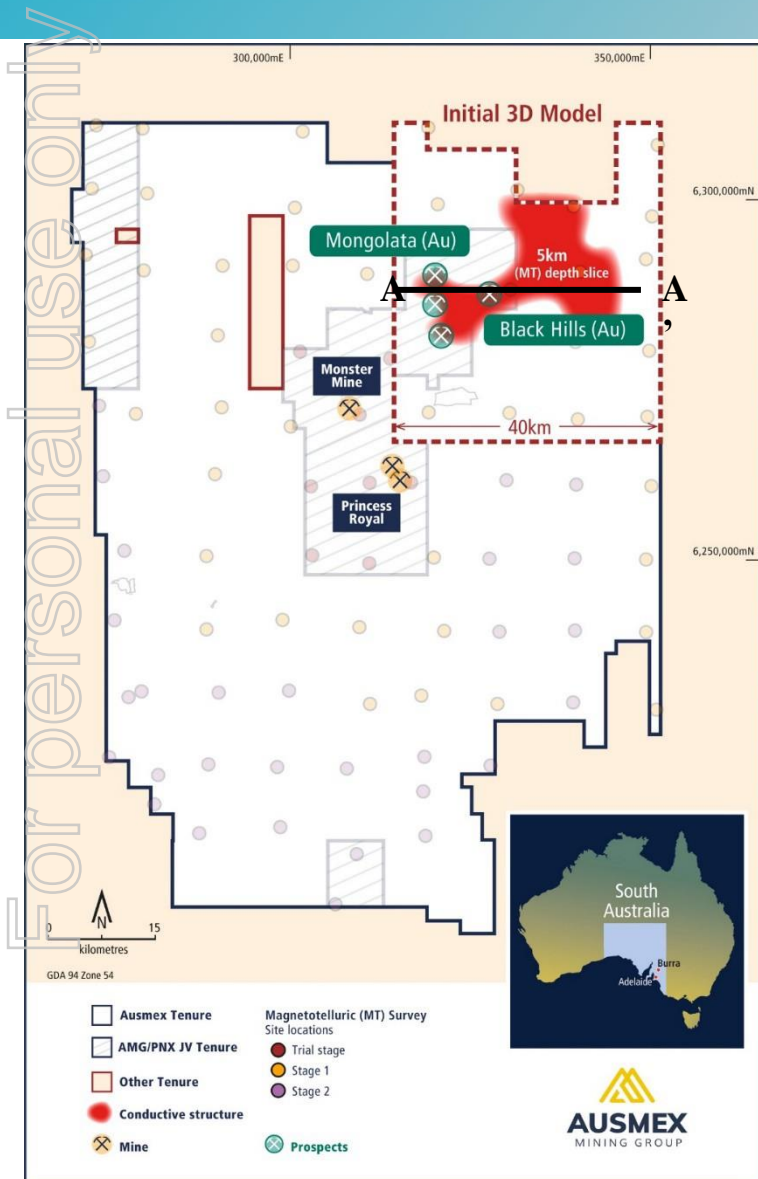 For personal use only
300,000mE
350,000mE
Initial 3D Model
6,300,000mN
Mongolata (Au)
5km
(MT) depth slice
A
A
,
Black Hills (Au)
Monster
Mine
40km
Princess
Royal
6,250,000mN
N
0
15
kilometres
GDA 94 Zone 54
South
Australia
Burra
Adelaide
Ausmex Tenure
AMG/PNX JV Tenure
Other Tenure
Conductive structure
Mine
Magnetotelluric (MT) Survey
Site locations
Trial stage
Stage 1
Stage 2
Prospects
AUSMEX
MINING GROUP